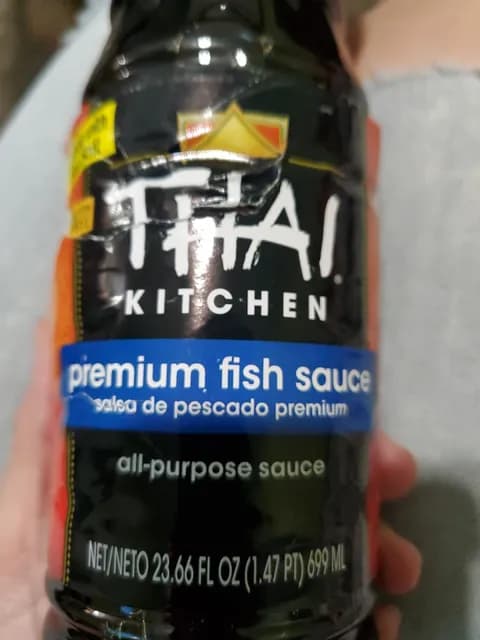 THAI
KITCHEN
premium fish sauce
salsa de pescado premium
all-purpose sauce
NET/NETO 23.66 FL OZ (1.47 PT) 699 ML